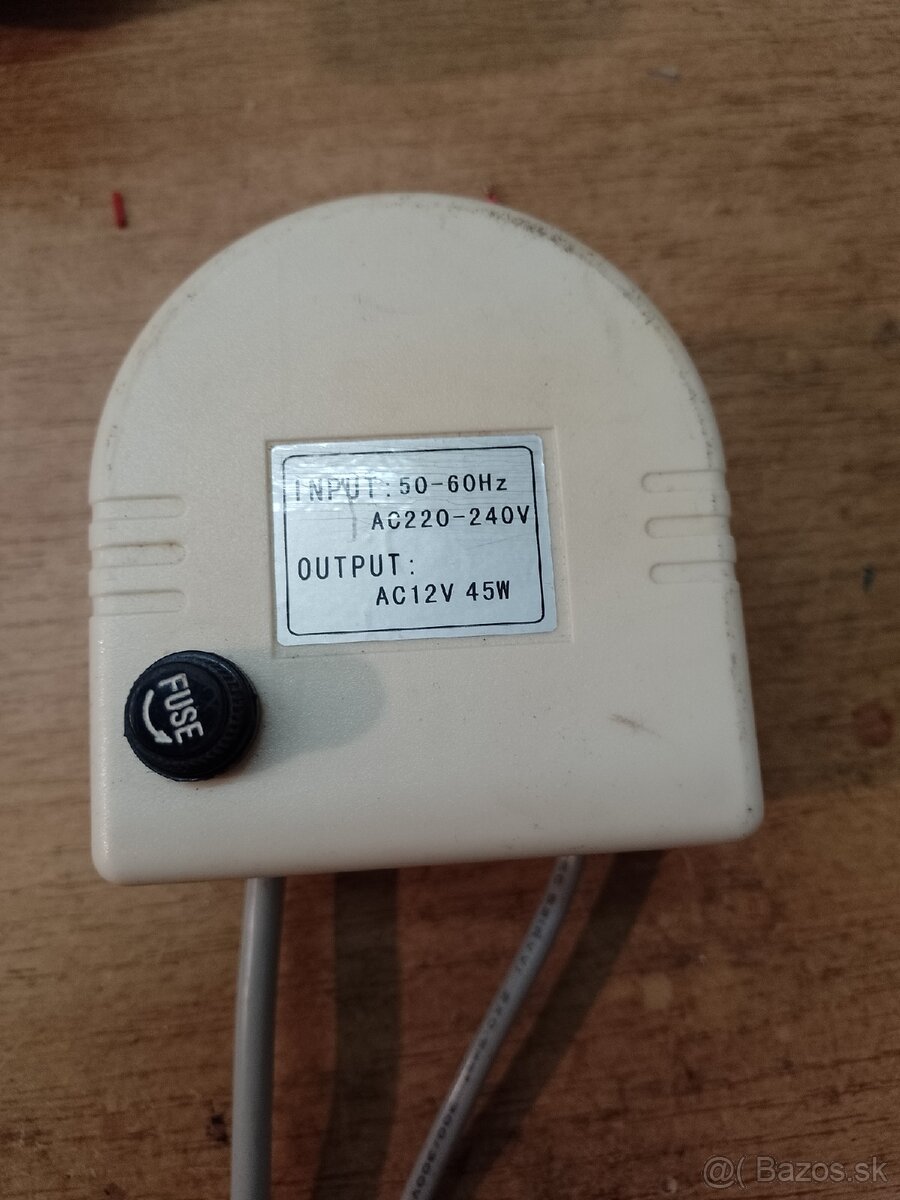 INPUT: 50-60Hz
AC220-240V
OUTPUT:
AC12V 45W
FUSE
@( Bazos.sk